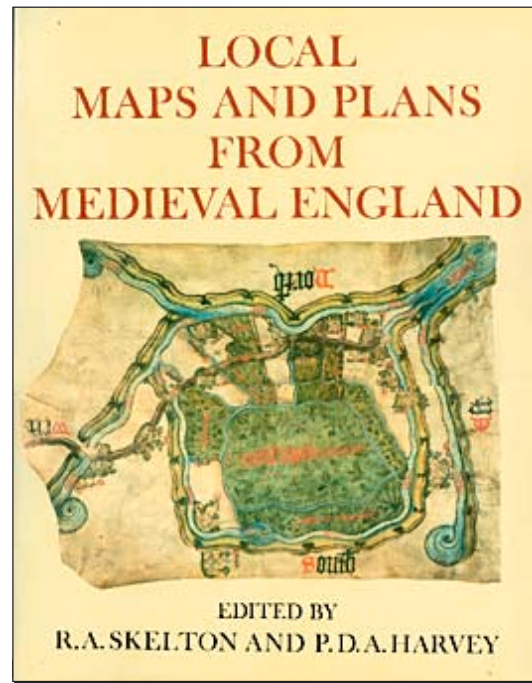 LOCAL
MAPS AND PLANS
FROM
MEDIEVAL ENGLAND
North
South
EDITED BY
R.A. SKELTON AND P.D.A. HARVEY